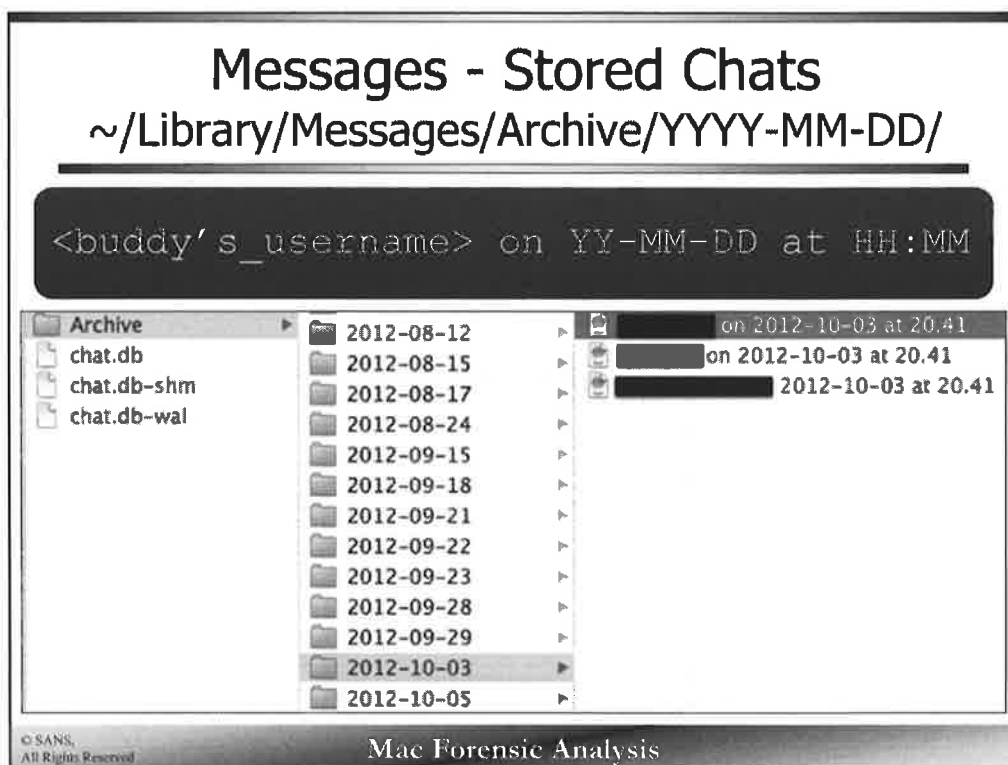 Messages - Stored Chats
~/Library/Messages/Archive/YYYY-MM-DD/
<buddy's_username> on YY-MM-DD at HH:MM
Archive
chat.db
chat.db-shm
chat.db-wal
2012-08-12
2012-08-15
2012-08-17
2012-08-24
2012-09-15
2012-09-18
2012-09-21
2012-09-22
2012-09-23
2012-09-28
2012-09-29
2012-10-03
2012-10-05
on 2012-10-03 at 20.41
on 2012-10-03 at 20.41
2012-10-03 at 20.41
© SANS,
All Rights Reserved
Mac Forensic Analysis